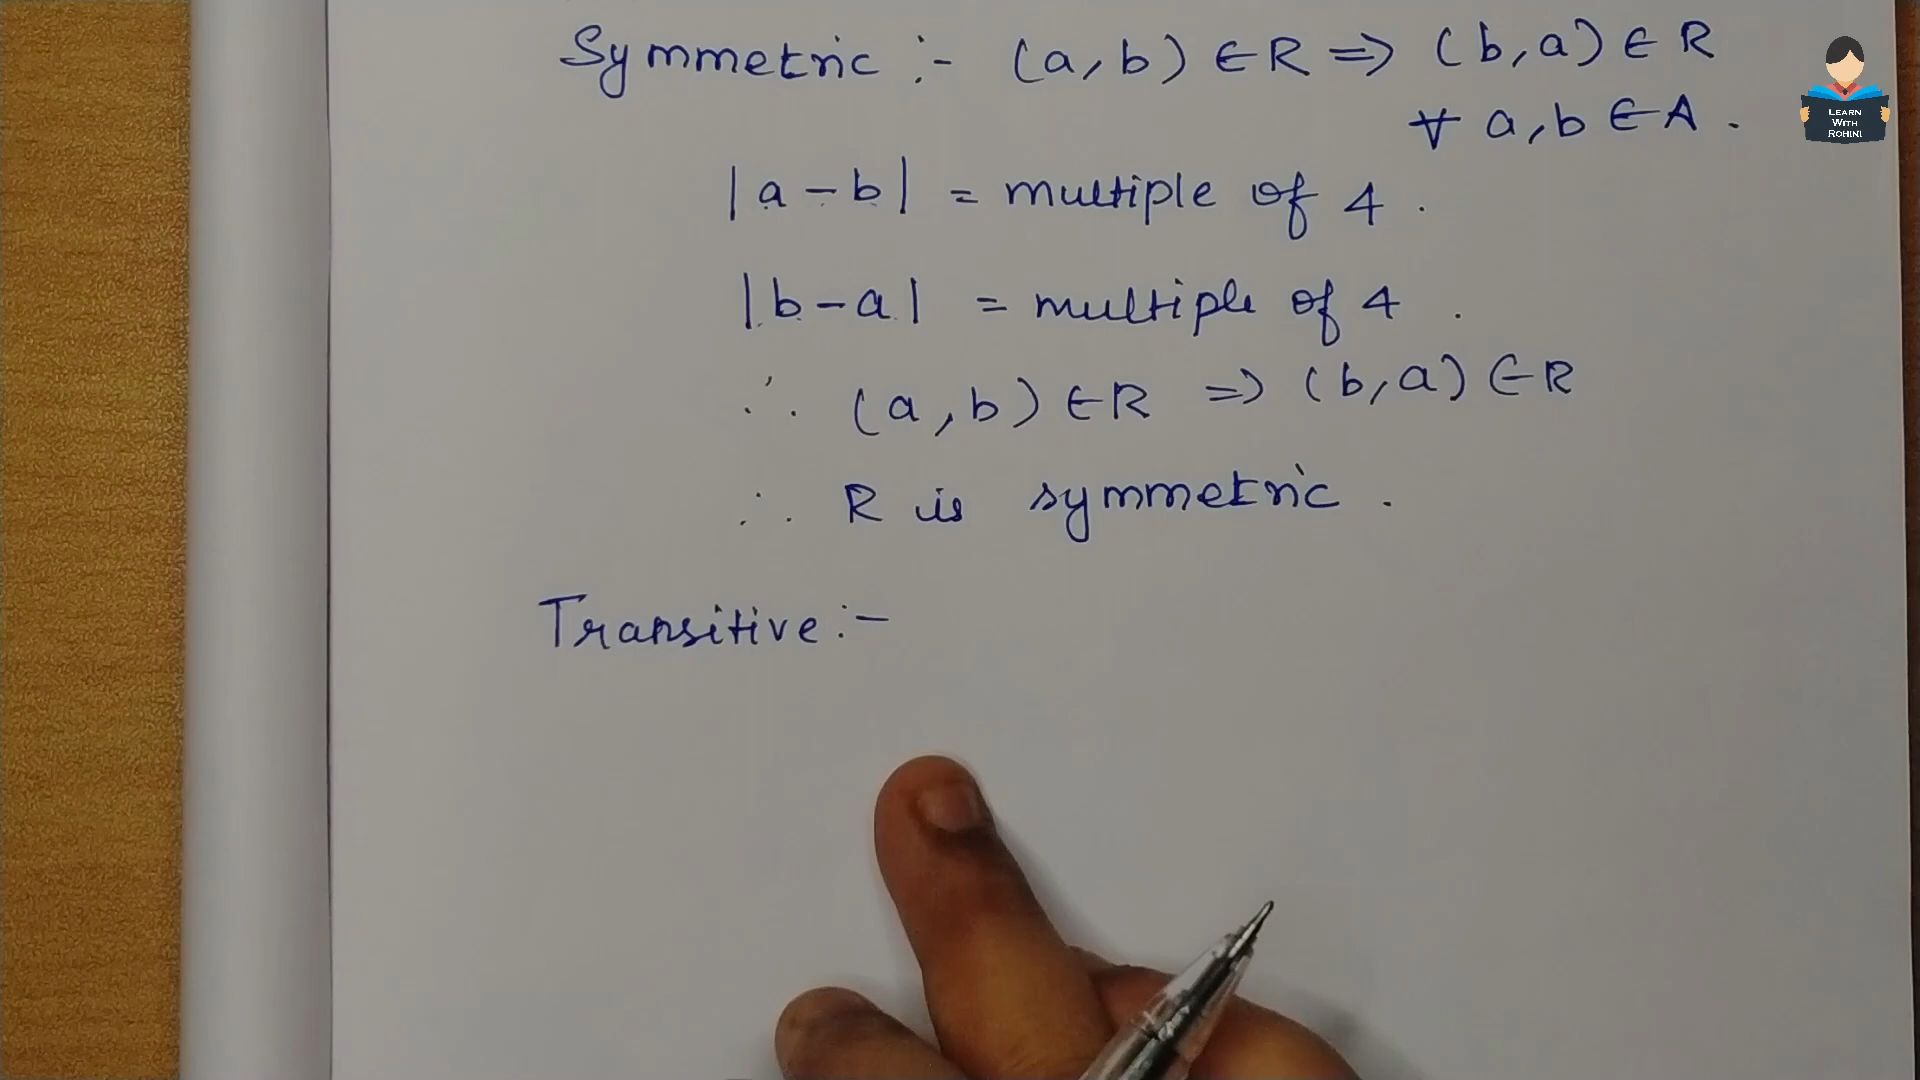 Symmetric :- (a, b) ∈ R ⇒ (b, a) ∈ R
∀ a, b ∈ A .
|a - b| = multiple of 4 .
|b - a| = multiple of 4 .
∴ (a, b) ∈ R ⇒ (b, a) ∈ R
∴ R is symmetric .
Transitive :-
LEARN
WITH
ROHINI